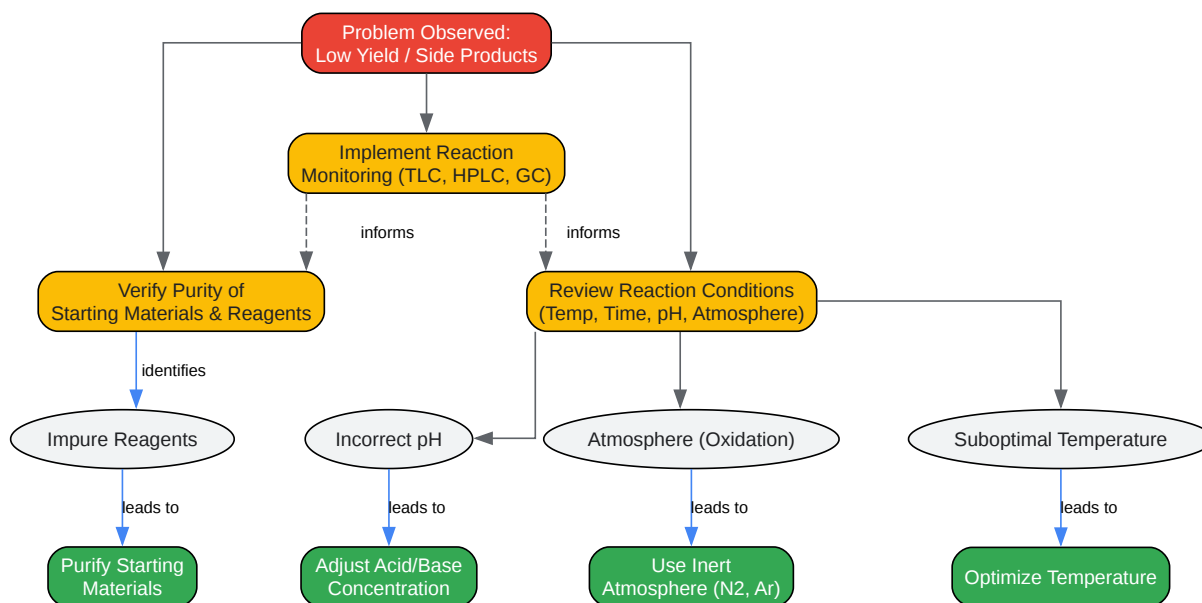 Problem Observed:
Low Yield / Side Products
Implement Reaction
Monitoring (TLC, HPLC, GC)
informs
informs
Verify Purity of
Starting Materials & Reagents
Review Reaction Conditions
(Temp, Time, pH, Atmosphere)
identifies
Impure Reagents
Incorrect pH
Atmosphere (Oxidation)
Suboptimal Temperature
leads to
leads to
leads to
leads to
Purify Starting
Materials
Adjust Acid/Base
Concentration
Use Inert
Atmosphere (N2, Ar)
Optimize Temperature